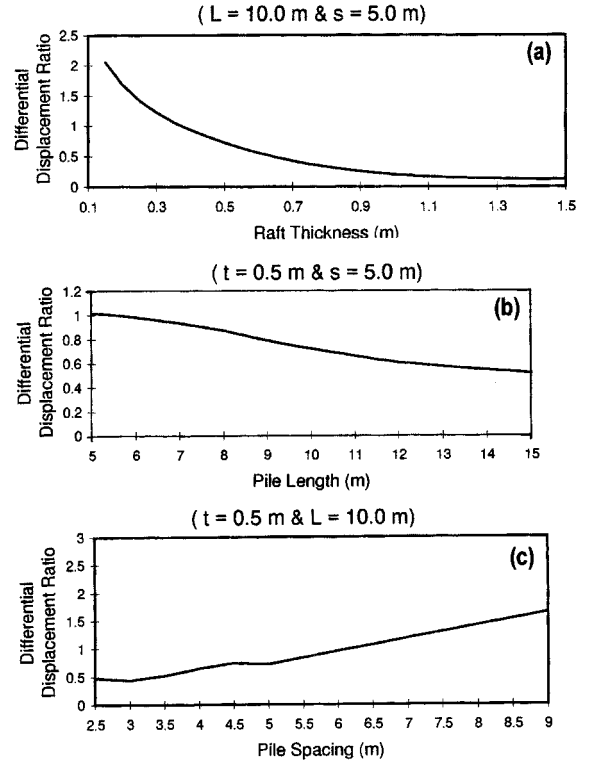 ( L = 10.0 m & s = 5.0 m)
(a)
Differential
Displacement Ratio
2.5
2
1.5
1
0.5
0
0.1 0.3 0.5 0.7 0.9 1.1 1.3 1.5
Raft Thickness (m)
( t = 0.5 m & s = 5.0 m)
(b)
Differential
Displacement Ratio
1.2
1
0.8
0.6
0.4
0.2
0
5 6 7 8 9 10 11 12 13 14 15
Pile Length (m)
( t = 0.5 m & L = 10.0 m)
(c)
Differential
Displacement Ratio
3
2.5
2
1.5
1
0.5
0
2.5 3 3.5 4 4.5 5 5.5 6 6.5 7 7.5 8 8.5 9
Pile Spacing (m)